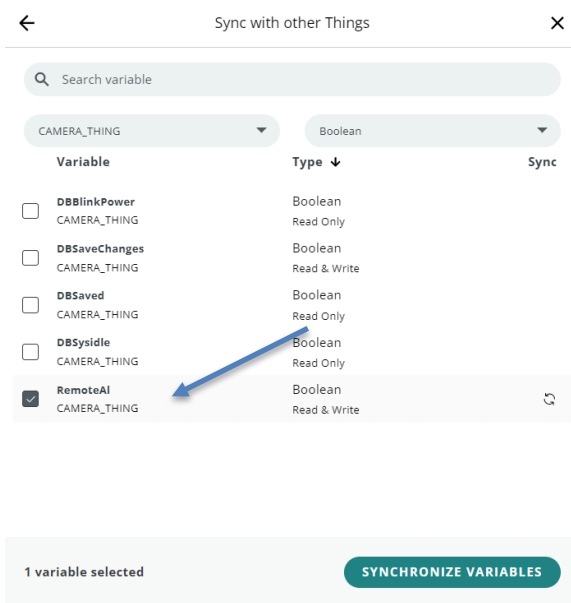 Sync with other Things
Search variable
CAMERA_THING Boolean
Variable Type Sync
DBBlinkPower Boolean
CAMERA_THING Read Only
DBSaveChanges Boolean
CAMERA_THING Read & Write
DBSaved Boolean
CAMERA_THING Read Only
DBSysidle Boolean
CAMERA_THING Read Only
RemoteAl Boolean
CAMERA_THING Read & Write
1 variable selected SYNCHRONIZE VARIABLES